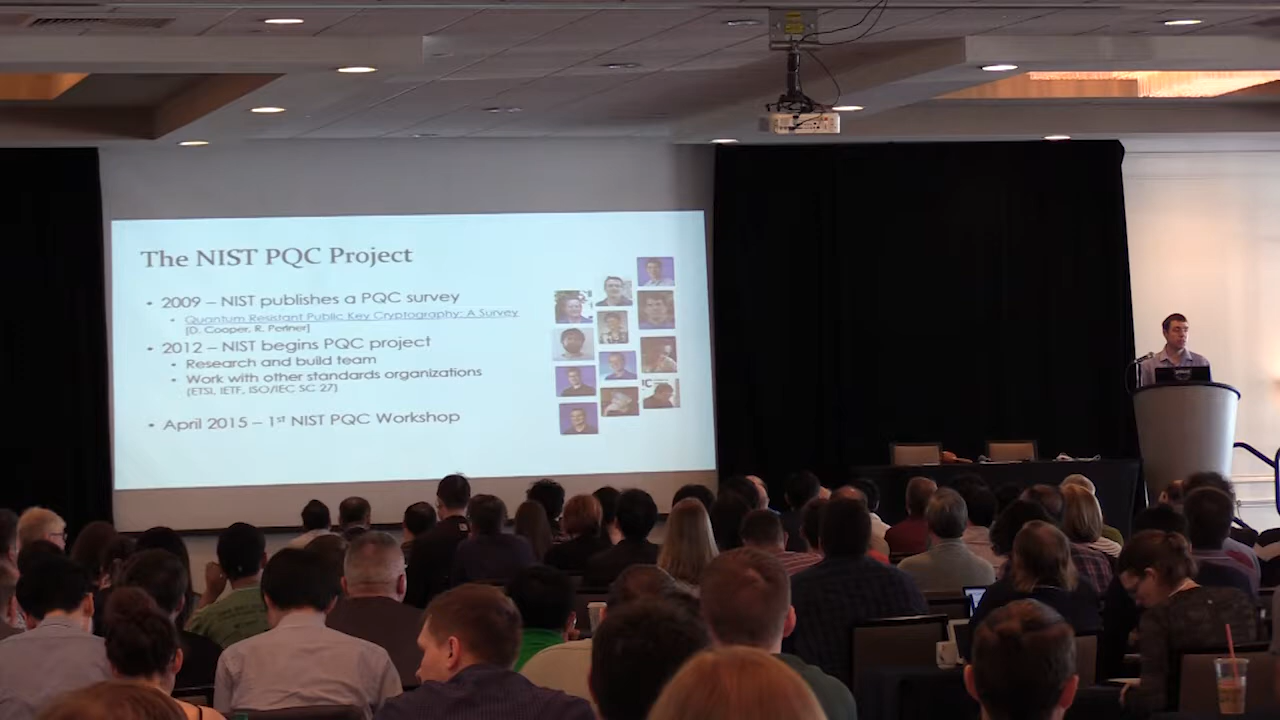 The NIST PQC Project
• 2009 – NIST publishes a PQC survey
• Quantum Resistant Public Key Cryptography: A Survey
[D. Cooper, R. Perlner]
• 2012 – NIST begins PQC project
• Research and build team
• Work with other standards organizations
(ETSI, IETF, ISO/IEC SC 27)
• April 2015 – 1st NIST PQC Workshop